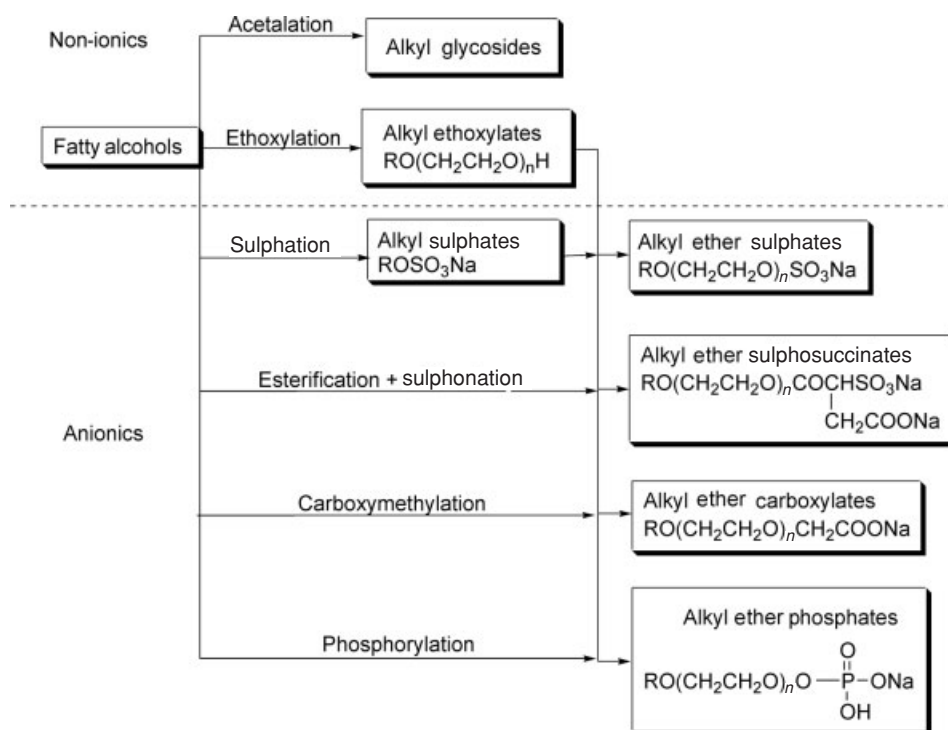 Non-ionics
Acetalation
Alkyl glycosides
Fatty alcohols
Ethoxylation
Alkyl ethoxylates
RO(CH₂CH₂O)ₙH
Sulphation
Alkyl sulphates
ROSO₃Na
Alkyl ether sulphates
RO(CH₂CH₂O)ₙSO₃Na
Esterification + sulphonation
Alkyl ether sulphosuccinates
RO(CH₂CH₂O)ₙCOCHSO₃Na
CH₂COONa
Anionics
Carboxymethylation
Alkyl ether carboxylates
RO(CH₂CH₂O)ₙCH₂COONa
Phosphorylation
Alkyl ether phosphates
O
RO(CH₂CH₂O)ₙO—P—ONa
OH